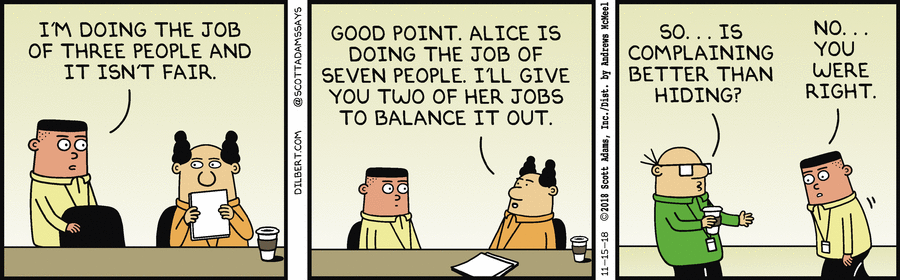 I'M DOING THE JOB
OF THREE PEOPLE AND
IT ISN'T FAIR.
DILBERT.COM @SCOTTADAMSSAYS
GOOD POINT. ALICE IS
DOING THE JOB OF
SEVEN PEOPLE. I'LL GIVE
YOU TWO OF HER JOBS
TO BALANCE IT OUT.
11-15-18 ©2018 Scott Adams, Inc./Dist. by Andrews McMeel
SO... IS
COMPLAINING
BETTER THAN
HIDING?
NO...
YOU
WERE
RIGHT.